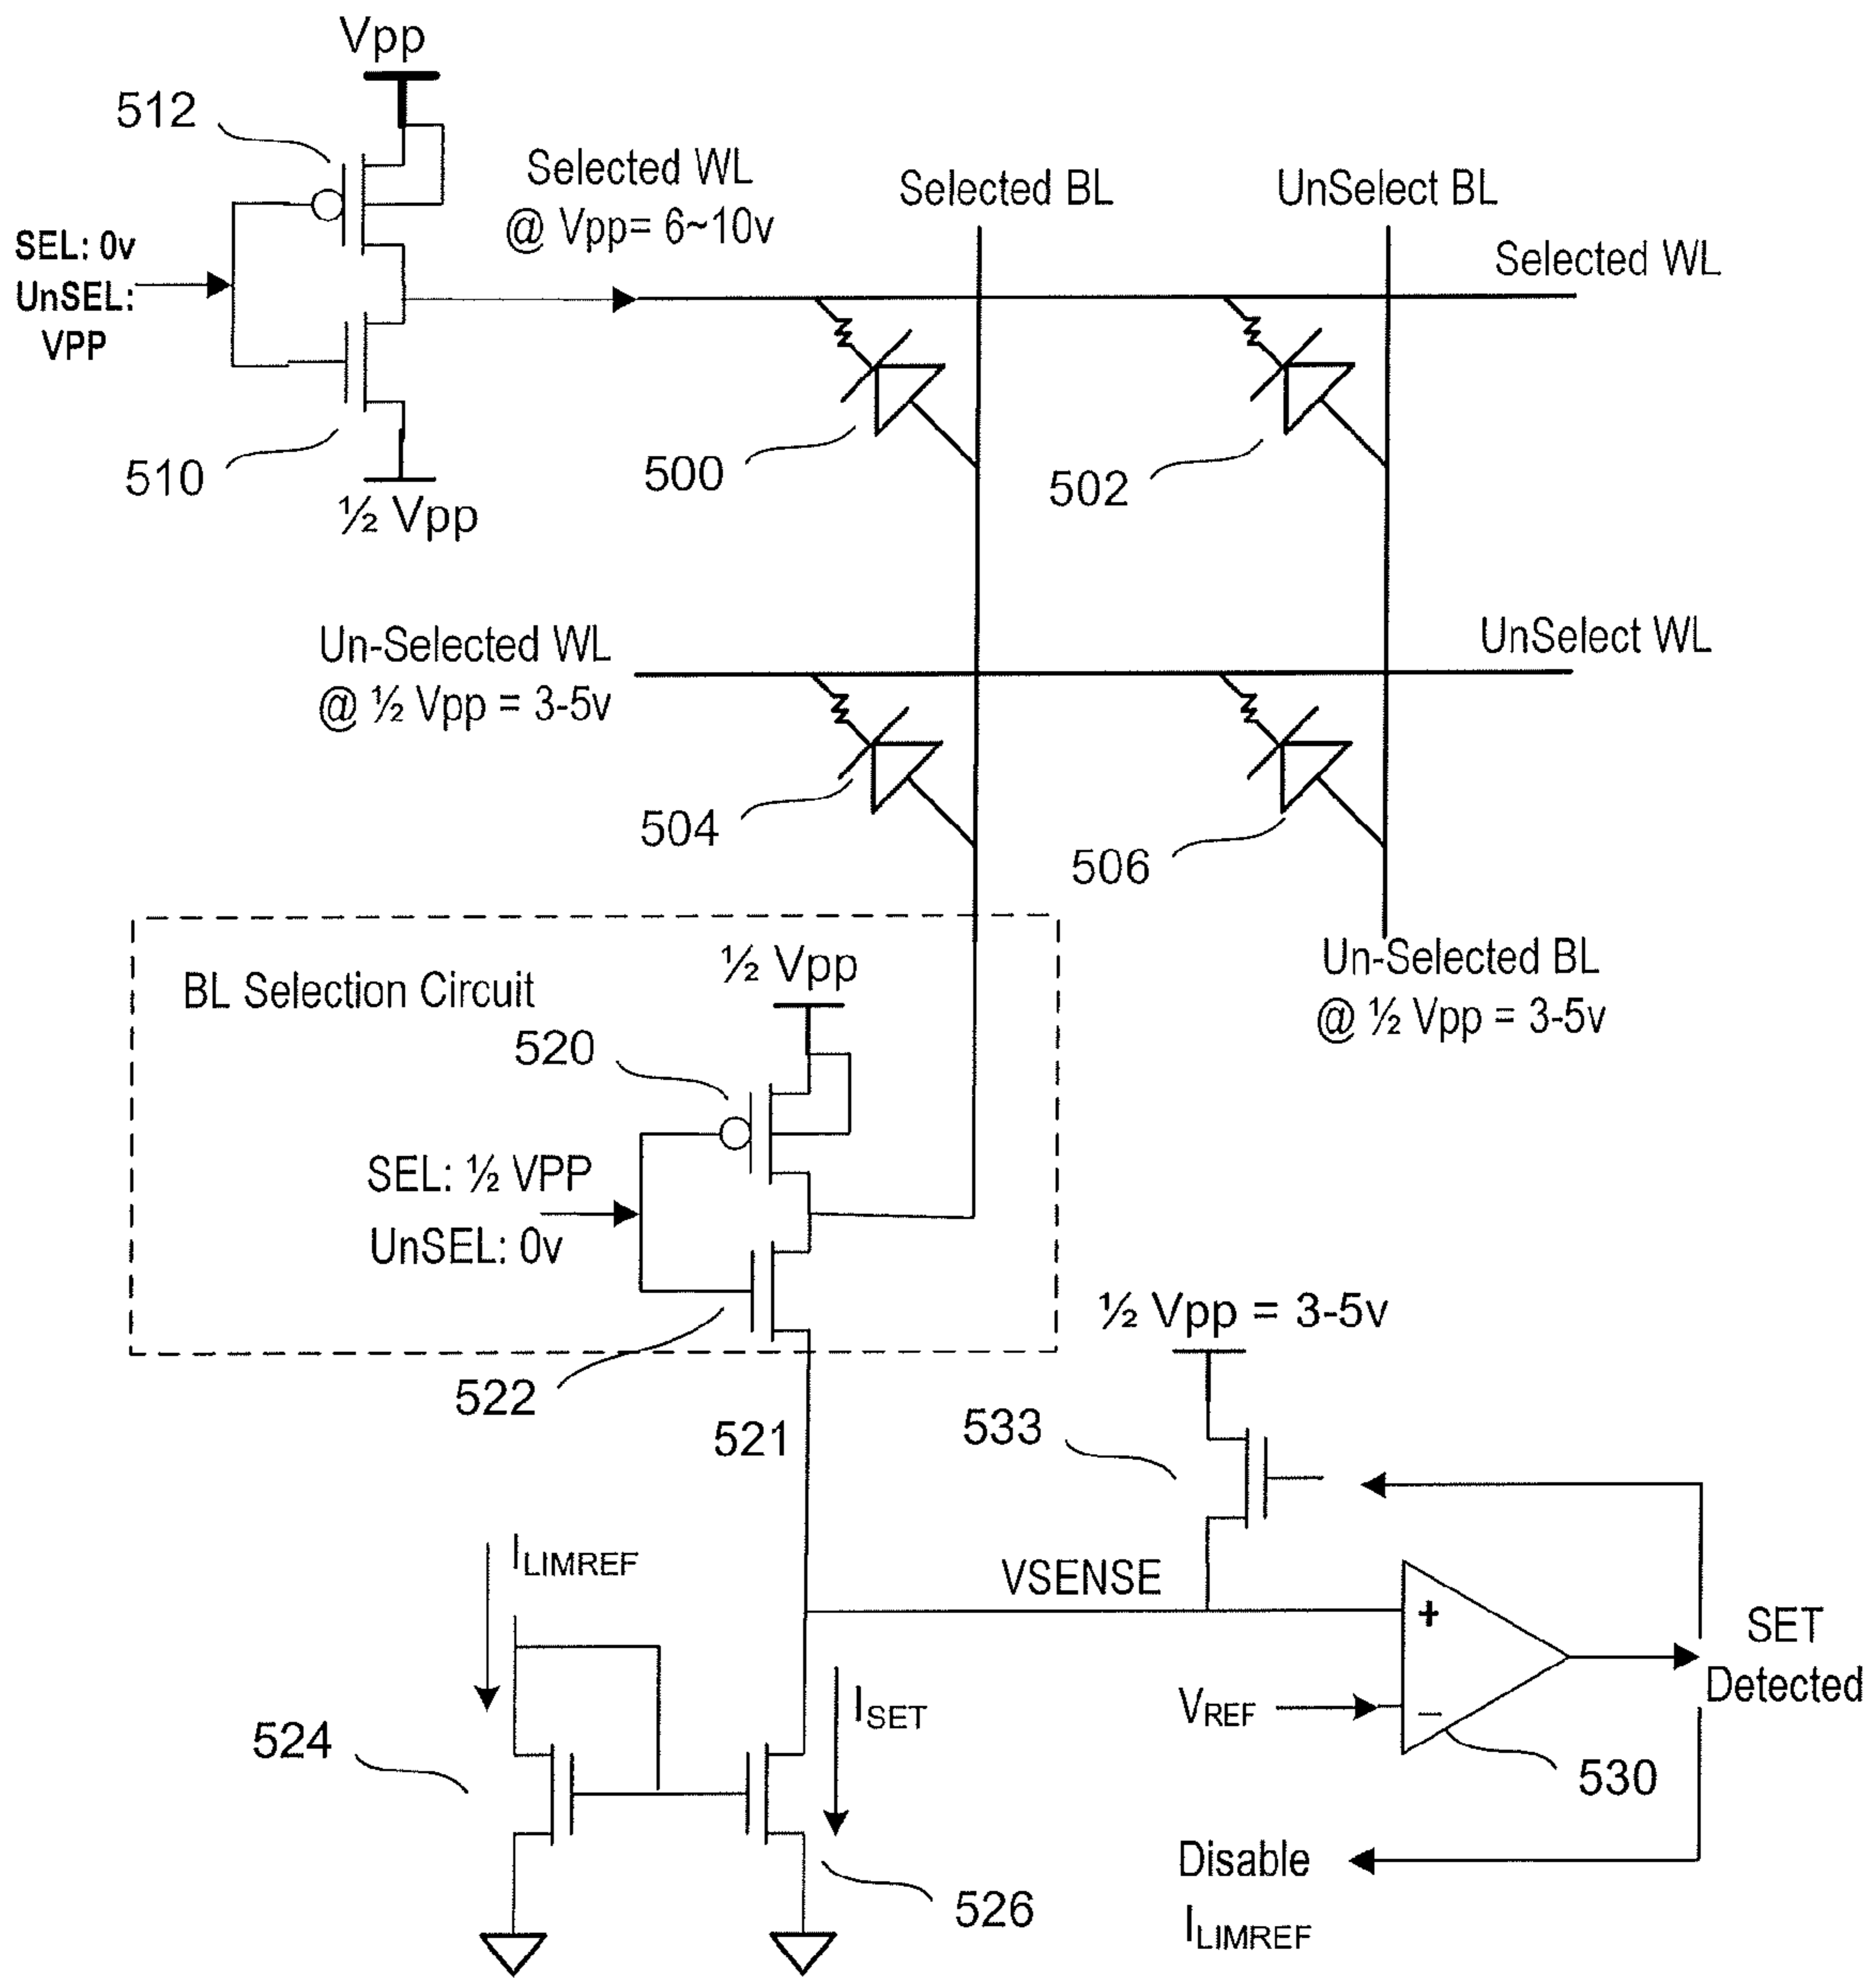 Vpp
512
Selected WL
@ Vpp= 6~10v
Selected BL
UnSelect BL
Selected WL
SEL: 0v
UnSEL:
VPP
510
½ Vpp
500
502
Un-Selected WL
@ ½ Vpp = 3-5v
UnSelect WL
504
506
½ Vpp
BL Selection Circuit
Un-Selected BL
@ ½ Vpp = 3-5v
520
SEL: ½ VPP
UnSEL: 0v
½ Vpp = 3-5v
522
521
533
ILIMREF
VSENSE
+
SET
Detected
ISET
VREF
–
524
530
526
Disable
ILIMREF